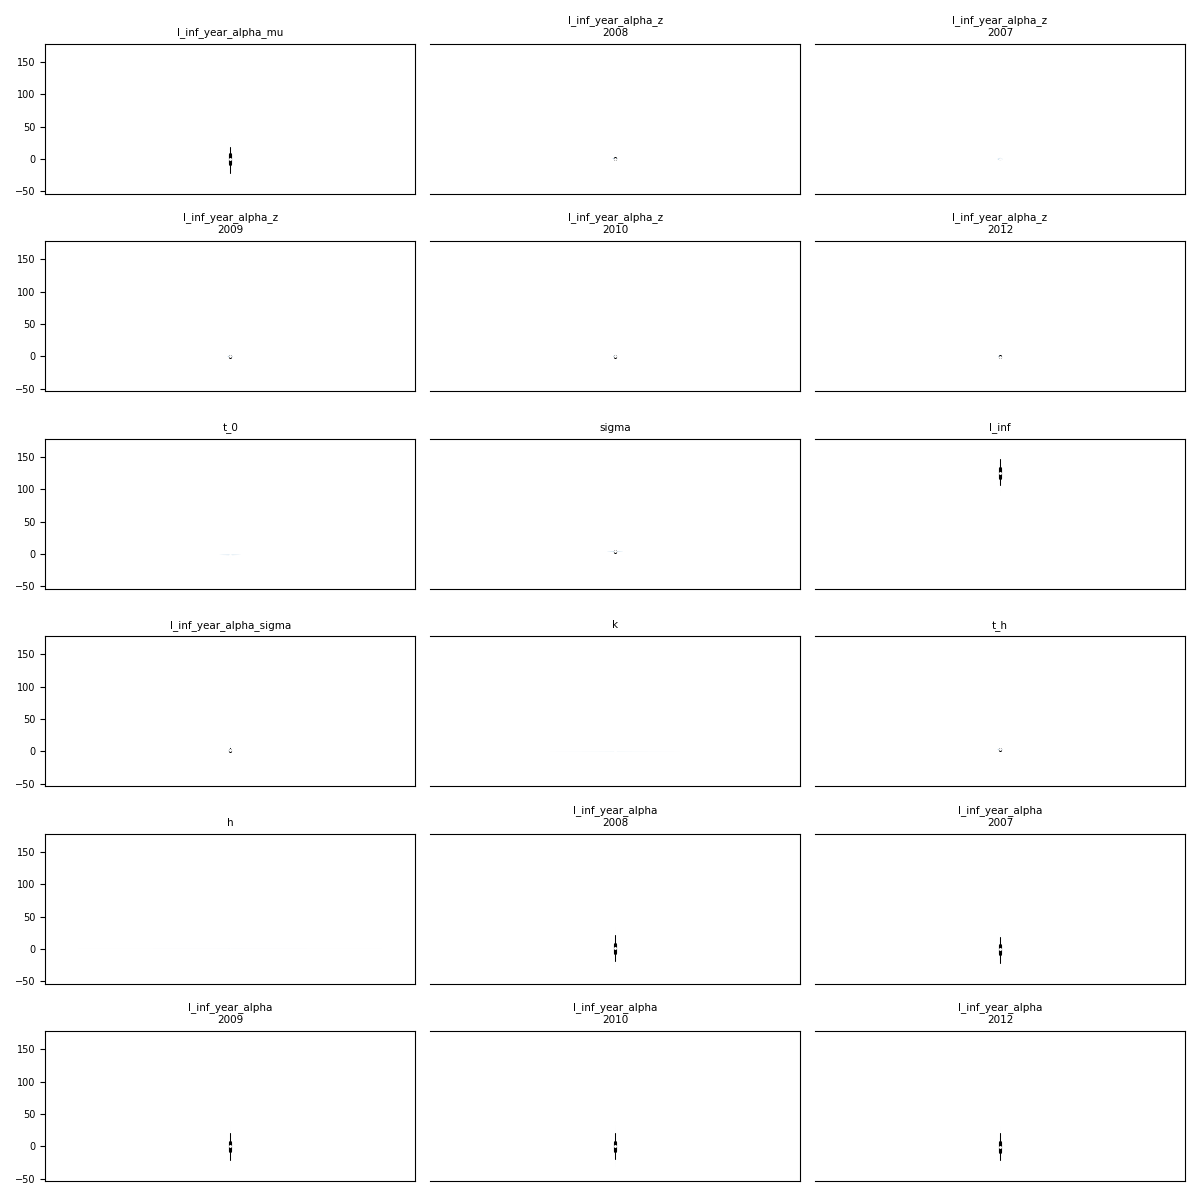 l_inf_year_alpha_mu
l_inf_year_alpha_z
2008
l_inf_year_alpha_z
2007
150
100
50
0
−50
l_inf_year_alpha_z
2009
l_inf_year_alpha_z
2010
l_inf_year_alpha_z
2012
150
100
50
0
−50
t_0
sigma
l_inf
150
100
50
0
−50
l_inf_year_alpha_sigma
k
t_h
150
100
50
0
−50
h
l_inf_year_alpha
2008
l_inf_year_alpha
2007
150
100
50
0
−50
l_inf_year_alpha
2009
l_inf_year_alpha
2010
l_inf_year_alpha
2012
150
100
50
0
−50